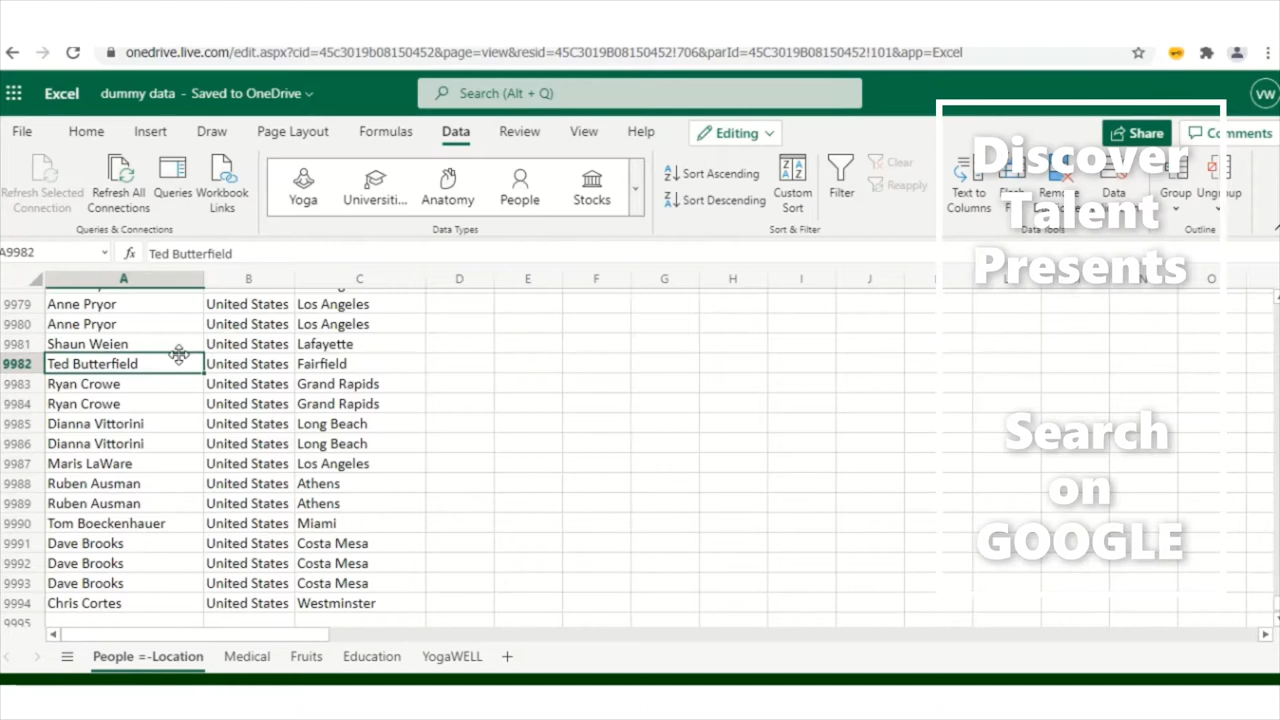 onedrive.live.com/edit.aspx?cid=45c3019b08150452&page=view&resid=45C3019B08150452!706&parId=45C3019B08150452!101&app=Excel
Excel dummy data - Saved to OneDrive Search (Alt + Q) VW
File Home Insert Draw Page Layout Formulas Data Review View Help Editing Share Comments
Refresh Selected Connection
Refresh All Connections
Queries
Workbook Links
Queries & Connections
Yoga Universiti... Anatomy People Stocks
Data Types
Sort Ascending
Sort Descending
Custom Sort
Filter
Clear
Reapply
Sort & Filter
Text to Columns
Data
Data Tools
Group
Ungroup
Outline
Discover
Talent
Presents
A9982 fx Ted Butterfield
A B C D E F G H I J N O
9979 Anne Pryor United States Los Angeles
9980 Anne Pryor United States Los Angeles
9981 Shaun Weien United States Lafayette
9982 Ted Butterfield United States Fairfield
9983 Ryan Crowe United States Grand Rapids
9984 Ryan Crowe United States Grand Rapids
9985 Dianna Vittorini United States Long Beach
9986 Dianna Vittorini United States Long Beach
9987 Maris LaWare United States Los Angeles
9988 Ruben Ausman United States Athens
9989 Ruben Ausman United States Athens
9990 Tom Boeckenhauer United States Miami
9991 Dave Brooks United States Costa Mesa
9992 Dave Brooks United States Costa Mesa
9993 Dave Brooks United States Costa Mesa
9994 Chris Cortes United States Westminster
9995
Search
on
GOOGLE
People =-Location Medical Fruits Education YogaWELL